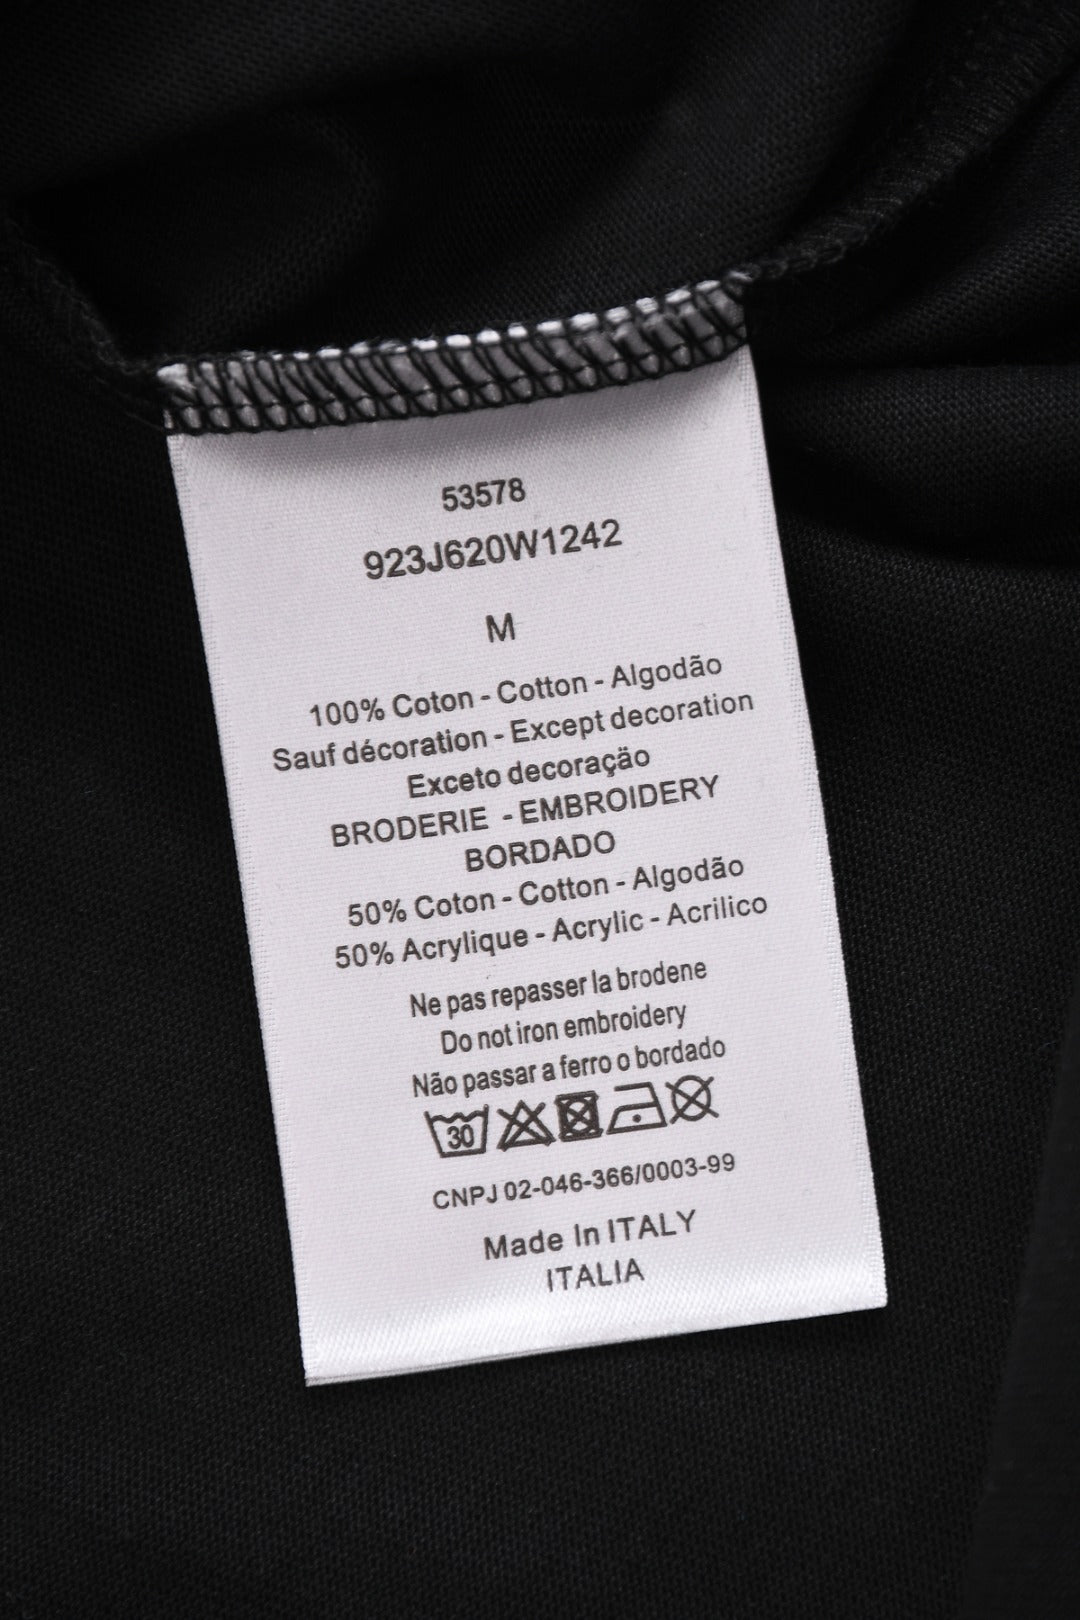 53578
923J620W1242
M
100% Coton - Cotton - Algodão
Sauf décoration - Except decoration
Exceto decoraçäo
BRODERIE - EMBROIDERY
BORDADO
50% Coton - Cotton - Algodão
50% Acrylique - Acrylic - Acrilico
Ne pas repasser la brodene
Do not iron embroidery
Não passar a ferro o bordado
30
CNPJ 02-046-366/0003-99
Made In ITALY
ITALIA